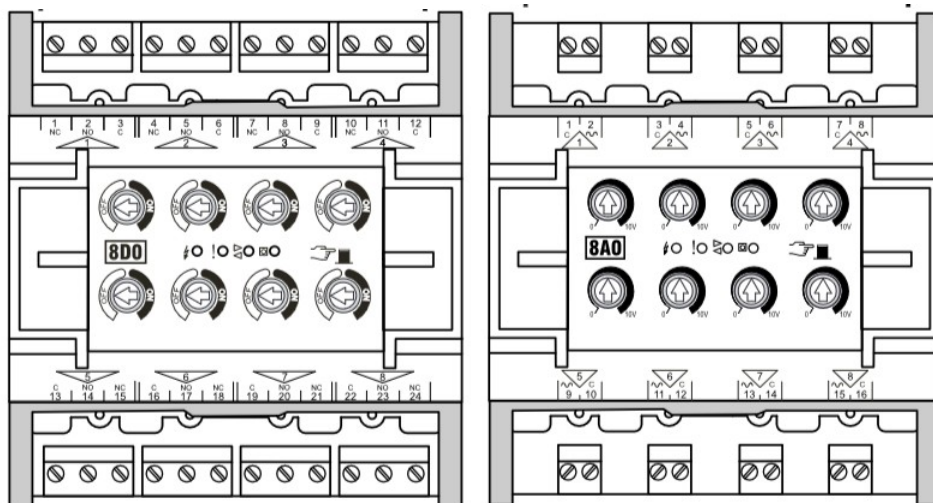 1 2 3 4 5 6 7 8 9 10 11 12
NC NO C NC NO C NC NO C NC NO C
1 2 3 4
OFF ON OFF ON OFF ON OFF ON
8DO !
OFF ON OFF ON OFF ON OFF ON
5 6 7 8
C NO NC C NO NC C NO NC C NO NC
13 14 15 16 17 18 19 20 21 22 23 24
1 2 3 4 5 6 7 8
C C C C
1 2 3 4
0 10V 0 10V 0 10V 0 10V
8AO !
0 10V 0 10V 0 10V 0 10V
5 6 7 8
C C C C
9 10 11 12 13 14 15 16